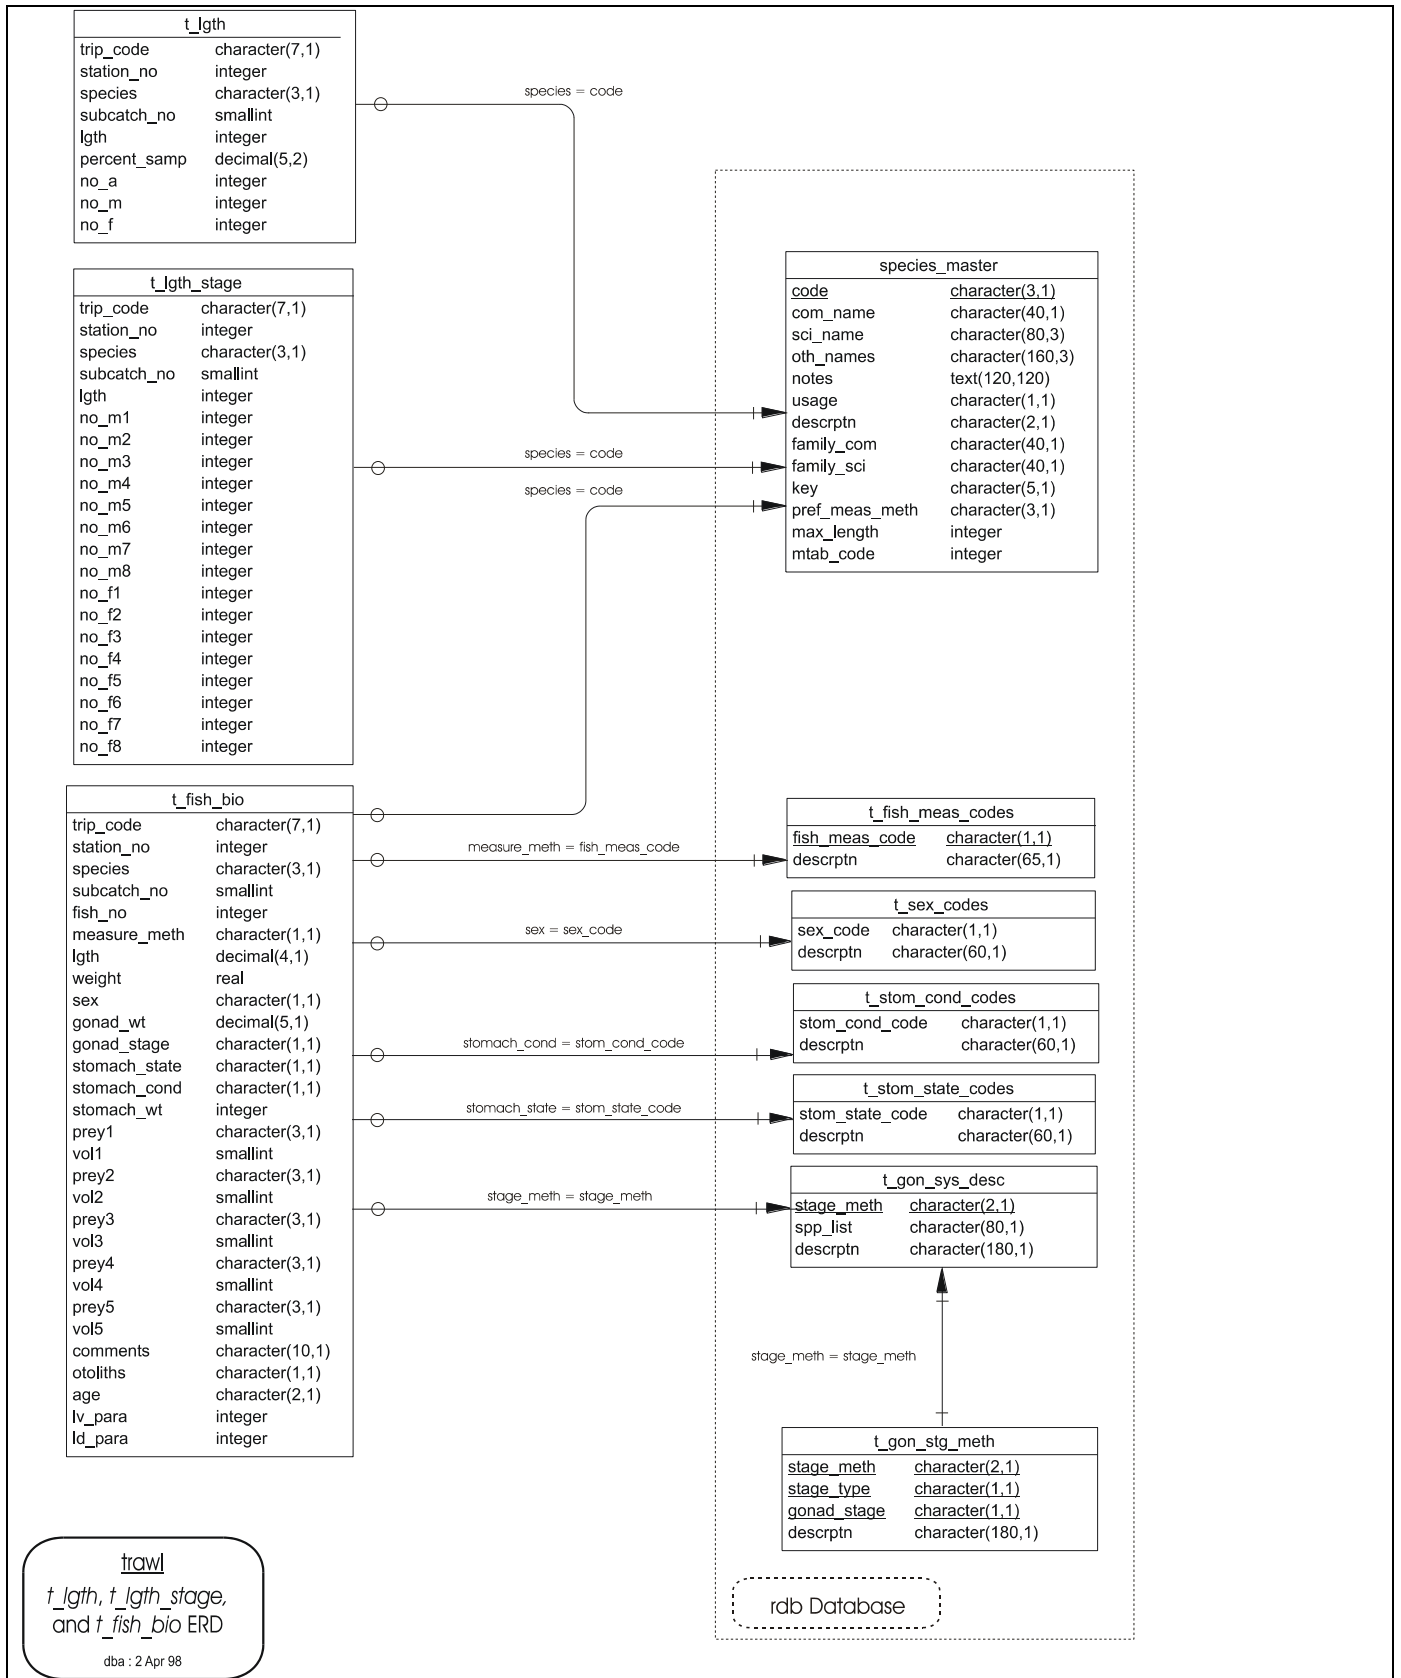 t_lgth
trip_code character(7,1)
station_no integer
species character(3,1)
subcatch_no smallint
lgth integer
percent_samp decimal(5,2)
no_a integer
no_m integer
no_f integer
species = code
t_lgth_stage
trip_code character(7,1)
station_no integer
species character(3,1)
subcatch_no smallint
lgth integer
no_m1 integer
no_m2 integer
no_m3 integer
no_m4 integer
no_m5 integer
no_m6 integer
no_m7 integer
no_m8 integer
no_f1 integer
no_f2 integer
no_f3 integer
no_f4 integer
no_f5 integer
no_f6 integer
no_f7 integer
no_f8 integer
species = code
species = code
species_master
code character(3,1)
com_name character(40,1)
sci_name character(80,3)
oth_names character(160,3)
notes text(120,120)
usage character(1,1)
descrptn character(2,1)
family_com character(40,1)
family_sci character(40,1)
key character(5,1)
pref_meas_meth character(3,1)
max_length integer
mtab_code integer
t_fish_bio
trip_code character(7,1)
station_no integer
species character(3,1)
subcatch_no smallint
fish_no integer
measure_meth character(1,1)
lgth decimal(4,1)
weight real
sex character(1,1)
gonad_wt decimal(5,1)
gonad_stage character(1,1)
stomach_state character(1,1)
stomach_cond character(1,1)
stomach_wt integer
prey1 character(3,1)
vol1 smallint
prey2 character(3,1)
vol2 smallint
prey3 character(3,1)
vol3 smallint
prey4 character(3,1)
vol4 smallint
prey5 character(3,1)
vol5 smallint
comments character(10,1)
otoliths character(1,1)
age character(2,1)
lv_para integer
ld_para integer
measure_meth = fish_meas_code
sex = sex_code
stomach_cond = stom_cond_code
stomach_state = stom_state_code
stage_meth = stage_meth
t_fish_meas_codes
fish_meas_code character(1,1)
descrptn character(65,1)
t_sex_codes
sex_code character(1,1)
descrptn character(60,1)
t_stom_cond_codes
stom_cond_code character(1,1)
descrptn character(60,1)
t_stom_state_codes
stom_state_code character(1,1)
descrptn character(60,1)
t_gon_sys_desc
stage_meth character(2,1)
spp_list character(80,1)
descrptn character(180,1)
stage_meth = stage_meth
t_gon_stg_meth
stage_meth character(2,1)
stage_type character(1,1)
gonad_stage character(1,1)
descrptn character(180,1)
rdb Database
trawl
t_lgth, t_lgth_stage,
and t_fish_bio ERD
dba : 2 Apr 98